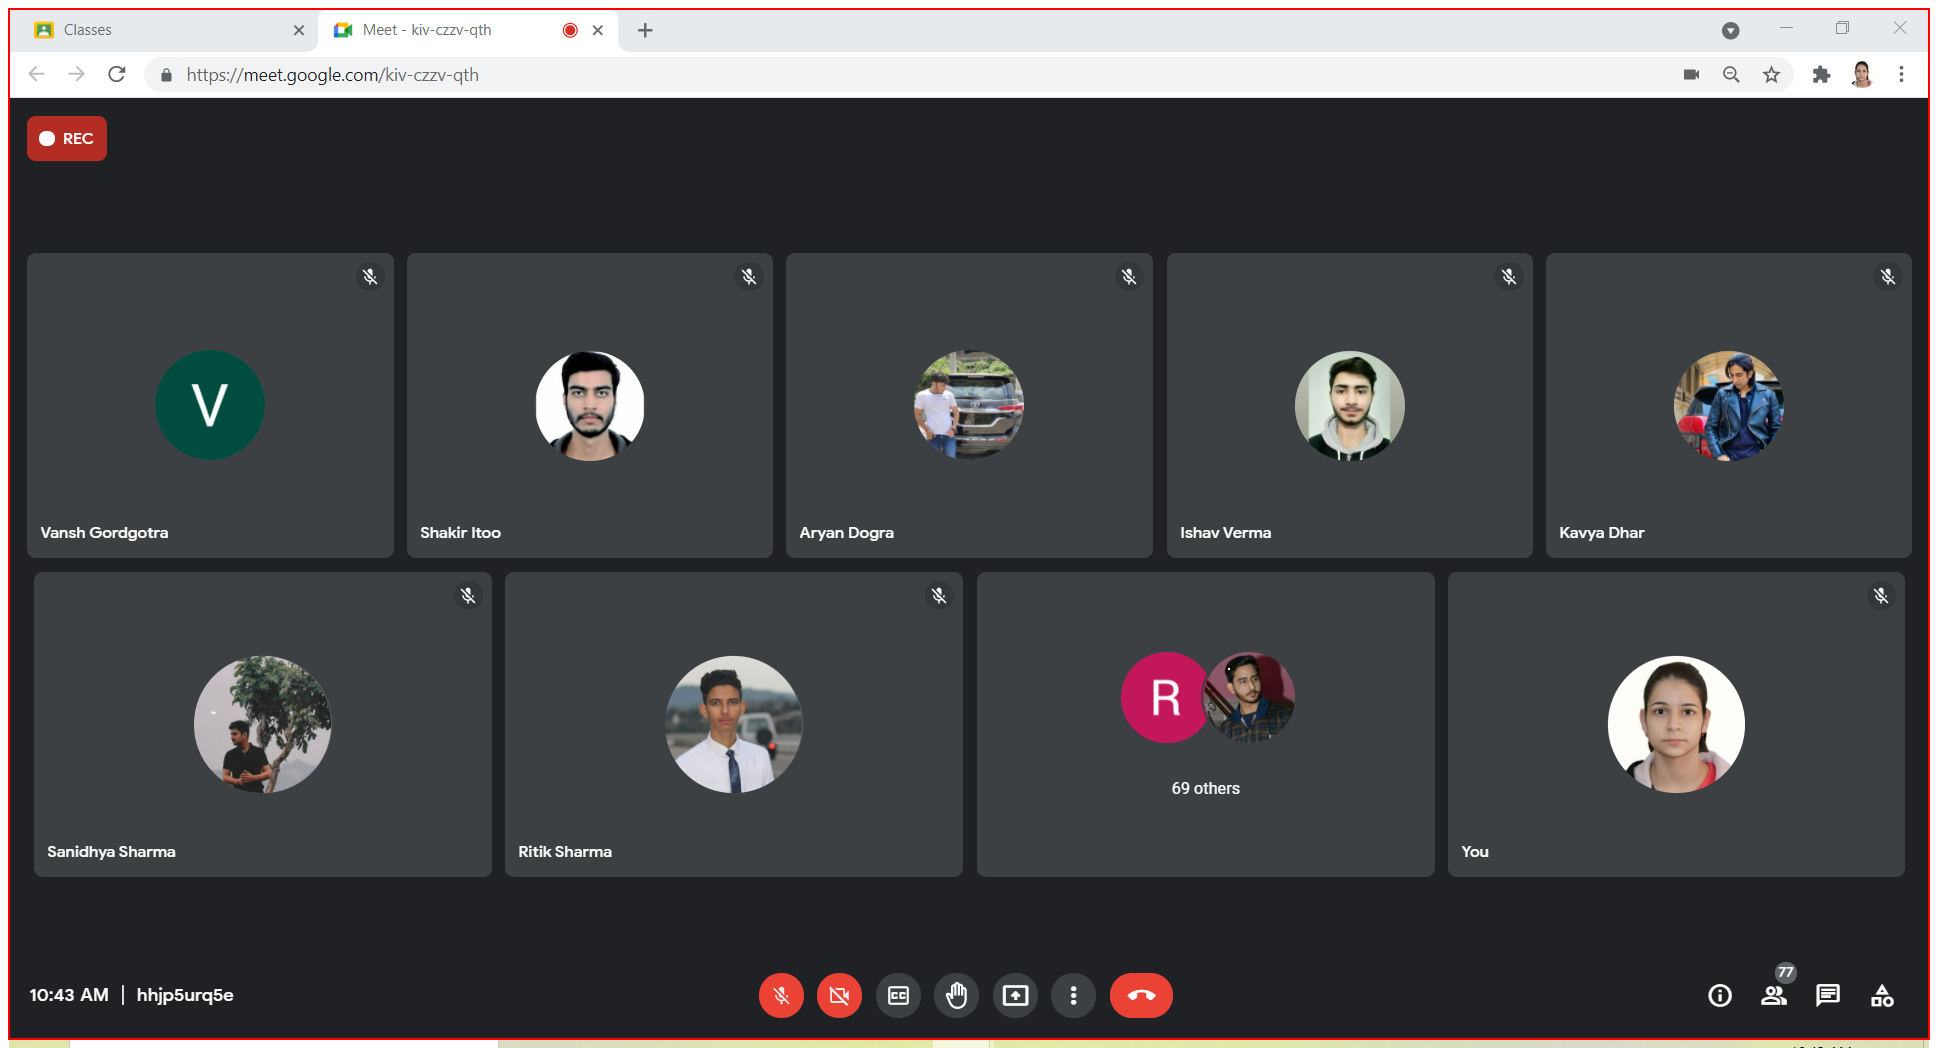 Classes
Meet - kiv-czzv-qth
https://meet.google.com/kiv-czzv-qth
REC
V
Vansh Gordgotra
Shakir Itoo
Aryan Dogra
Ishav Verma
Kavya Dhar
R
69 others
Sanidhya Sharma
Ritik Sharma
You
10:43 AM | hhjp5urq5e
CC
77